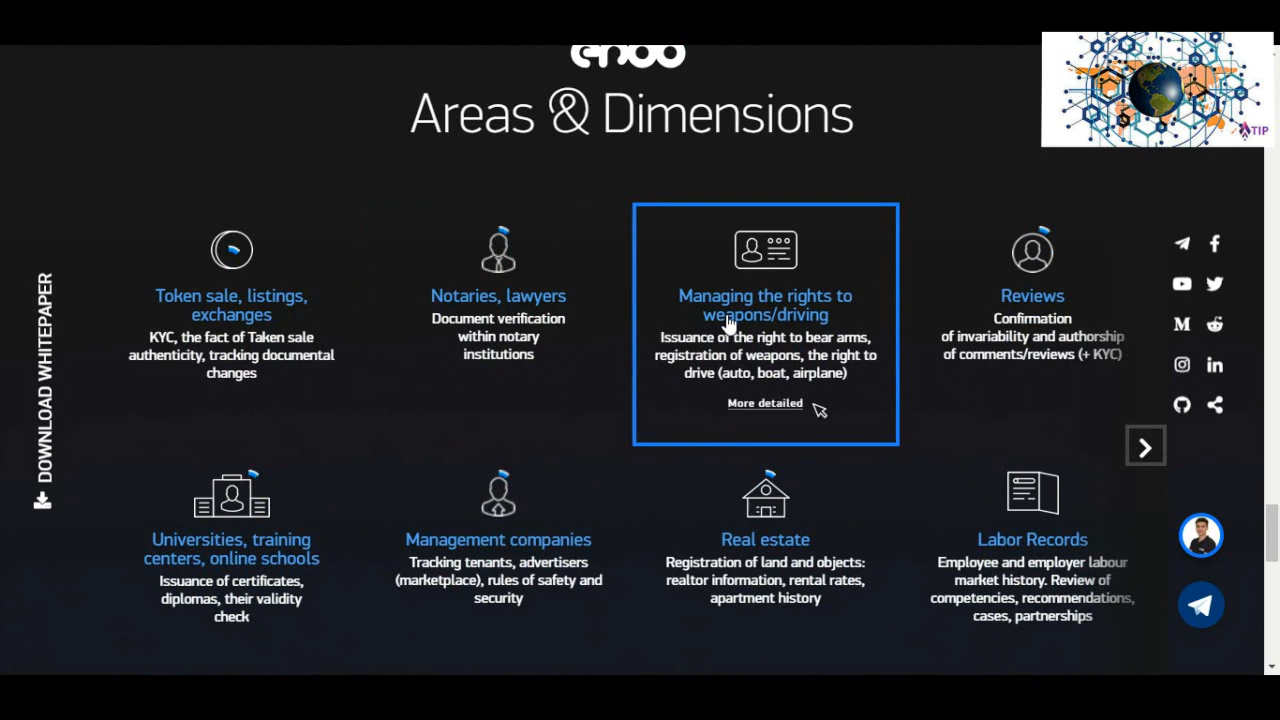 Areas & Dimensions
TIP
DOWNLOAD WHITEPAPER
Token sale, listings,
exchanges
KYC, the fact of Taken sale
authenticity, tracking documental
changes
Notaries, lawyers
Document verification
within notary
institutions
Managing the rights to
weapons/driving
Issuance of the right to bear arms,
registration of weapons, the right to
drive (auto, boat, airplane)
More detailed
Reviews
Confirmation
of invariability and authorship
of comments/reviews (+ KYC)
Universities, training
centers, online schools
Issuance of certificates,
diplomas, their validity
check
Management companies
Tracking tenants, advertisers
(marketplace), rules of safety and
security
Real estate
Registration of land and objects:
realtor information, rental rates,
apartment history
Labor Records
Employee and employer labour
market history. Review of
competencies, recommendations,
cases, partnerships